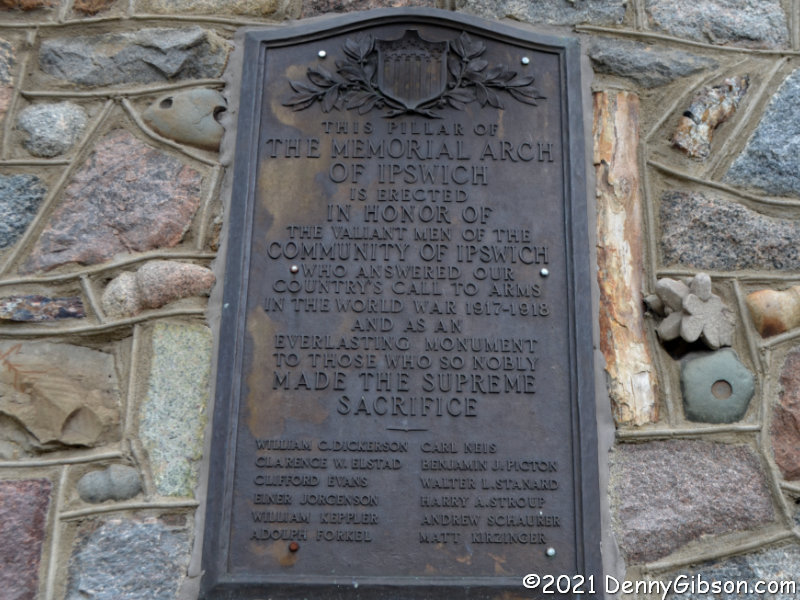 THIS PILLAR OF
THE MEMORIAL ARCH
OF IPSWICH
IS ERECTED
IN HONOR OF
THE VALIANT MEN OF THE
COMMUNITY OF IPSWICH
WHO ANSWERED OUR
COUNTRY'S CALL TO ARMS
IN THE WORLD WAR 1917-1918
AND AS AN
EVERLASTING MONUMENT
TO THOSE WHO SO NOBLY
MADE THE SUPREME
SACRIFICE
WILLIAM C. DICKERSON
CLARENCE W. ELSTAD
CLIFFORD EVANS
EINER JORGENSON
WILLIAM KEPPLER
ADOLPH FORKEL
CARL NEIS
BENJAMIN J. PICTON
WALTER L. STANARD
HARRY A. STROUP
ANDREW SCHAURER
MATT KIRZINGER
©2021 DennyGibson.com